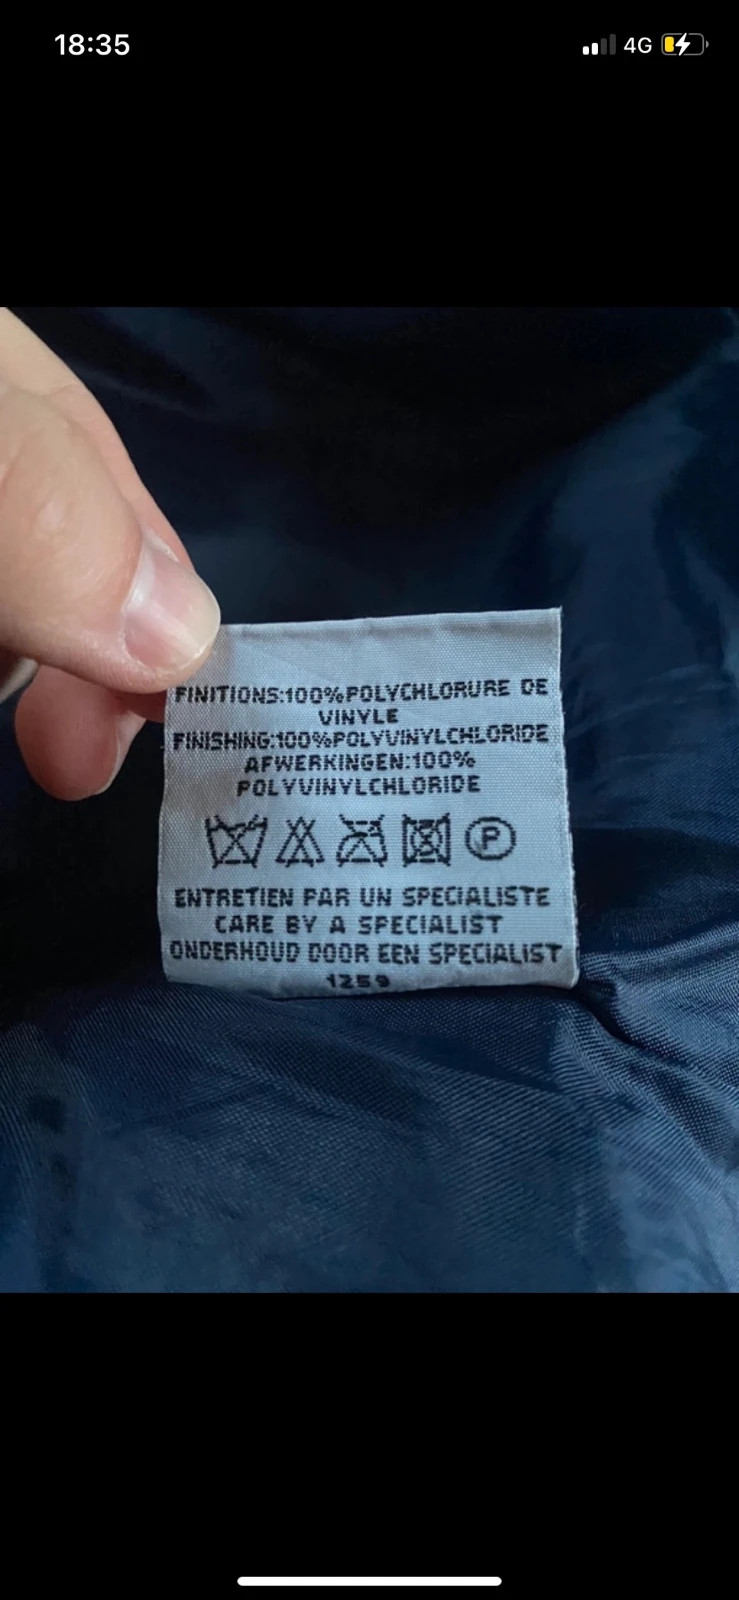 18:35
4G
FINITIONS:100%POLYCHLORURE DE
VINYLE
FINISHING:100%POLYVINYLCHLORIDE
AFWERKINGEN:100%
POLYVINYLCHLORIDE
P
ENTRETIEN PAR UN SPECIALISTE
CARE BY A SPECIALIST
ONDERHOUD DOOR EEN SPECIALIST
1259